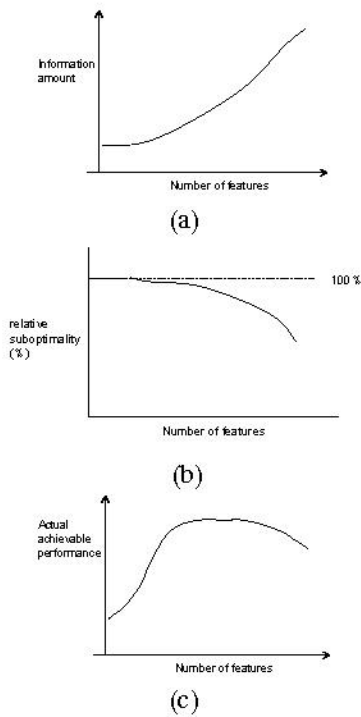 Information
amount
Number of features
(a)
100 %
relative
suboptimality
(%)
Number of features
(b)
Actual
achievable
performance
Number of features
(c)